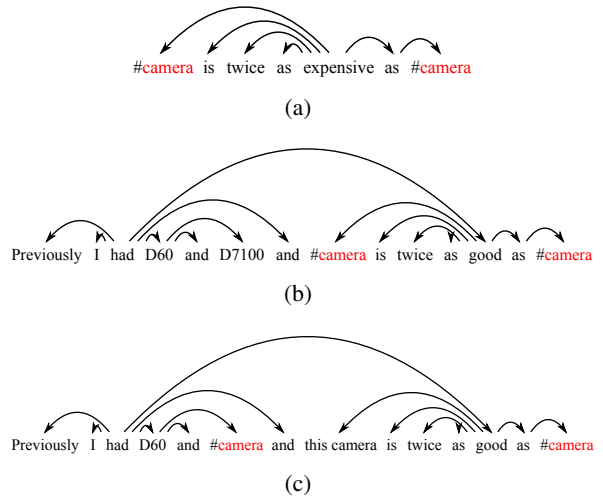 #camera is twice as expensive as #camera
(a)
Previously I had D60 and D7100 and #camera is twice as good as #camera
(b)
Previously I had D60 and #camera and this camera is twice as good as #camera
(c)